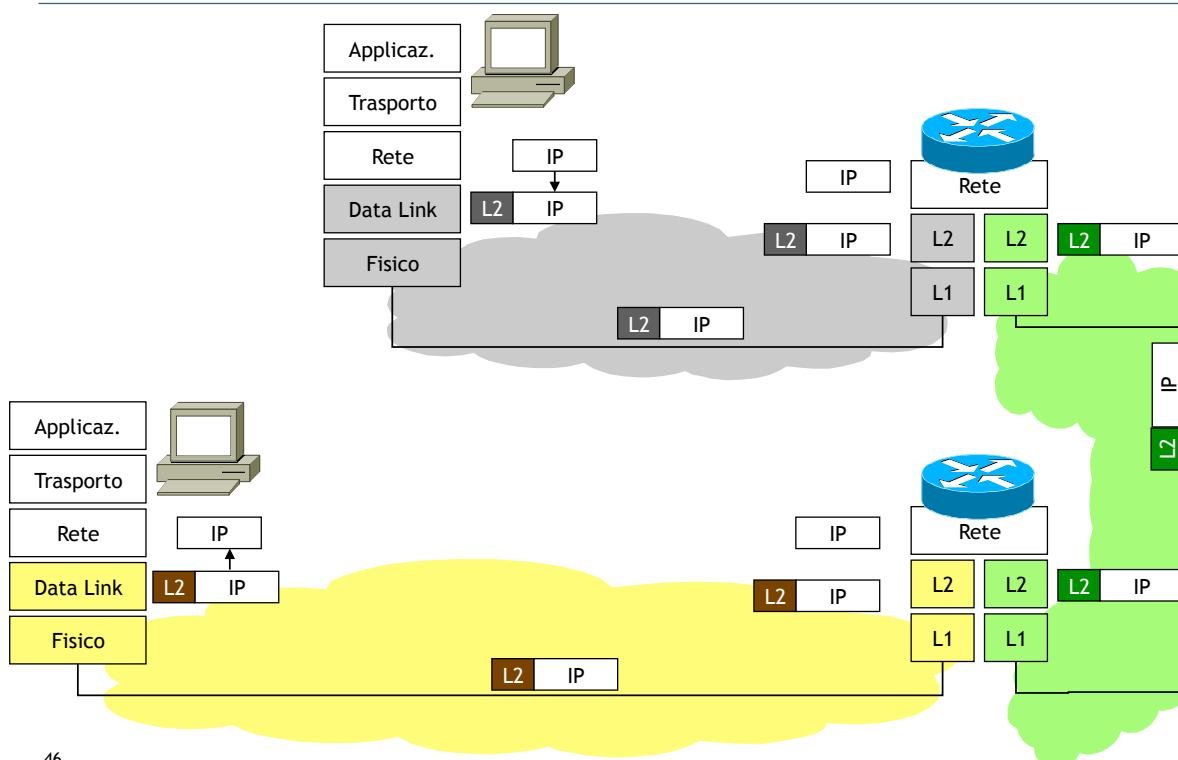 Applicaz.
Trasporto
Rete
IP
Data Link
L2 IP
Fisico
IP
Rete
L2 IP
L2 L2
L2 IP
L1 L1
L2 IP
IP
L2
Applicaz.
Trasporto
Rete
IP
Data Link
L2 IP
Fisico
IP
Rete
L2 IP
L2 L2
L2 IP
L1 L1
L2 IP
46